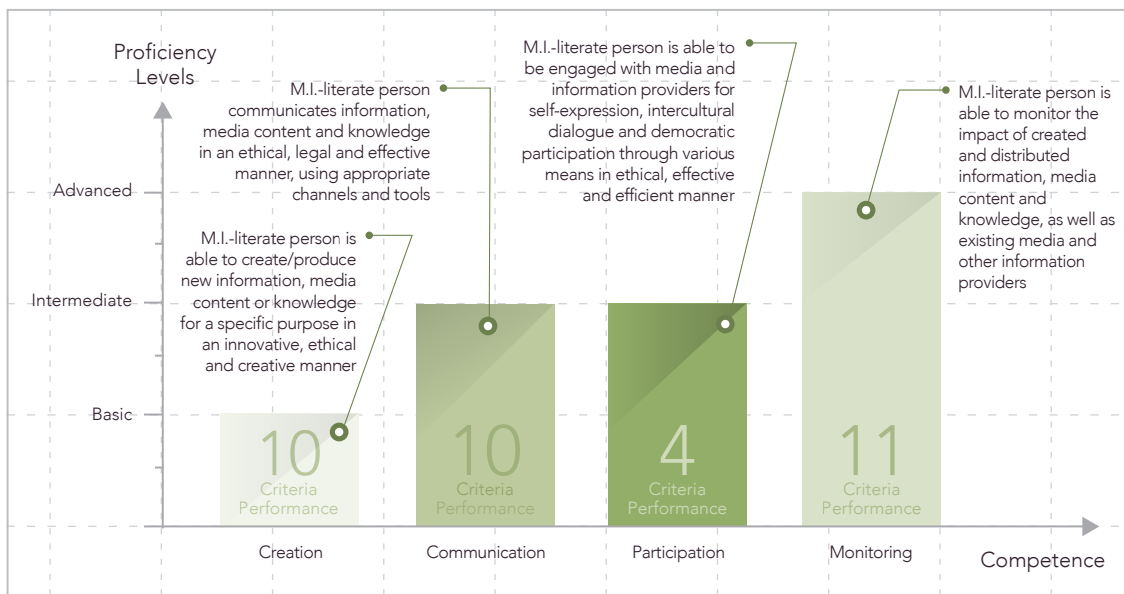 Proficiency
Levels
M.I.-literate person
communicates information,
media content and knowledge
in an ethical, legal and effective
manner, using appropriate
channels and tools
M.I.-literate person is able to
be engaged with media and
information providers for
self-expression, intercultural
dialogue and democratic
participation through various
means in ethical, effective
and efficient manner
M.I.-literate person is
able to monitor the
impact of created
and distributed
information, media
content and
knowledge, as well as
existing media and
other information
providers
M.I.-literate person is
able to create/produce
new information, media
content or knowledge
for a specific purpose in
an innovative, ethical
and creative manner
Advanced
Intermediate
Basic
10
Criteria
Performance
10
Criteria
Performance
4
Criteria
Performance
11
Criteria
Performance
Creation
Communication
Participation
Monitoring
Competence